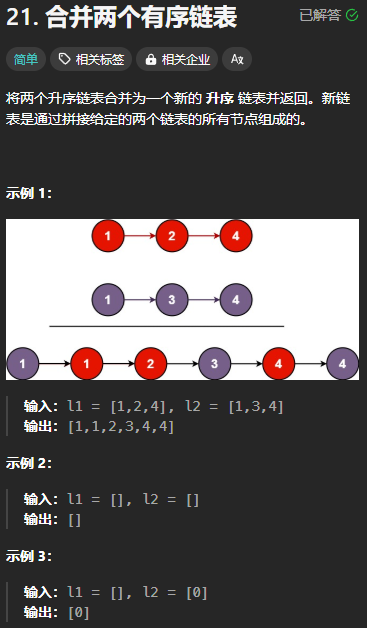 21. 合并两个有序链表
已解答
简单 相关标签 相关企业 Az
将两个升序链表合并为一个新的 升序 链表并返回。新链
表是通过拼接给定的两个链表的所有节点组成的。
示例 1：
1 2 4
1 3 4
1 1 2 3 4 4
输入：l1 = [1,2,4], l2 = [1,3,4]
输出：[1,1,2,3,4,4]
示例 2：
输入：l1 = [], l2 = []
输出：[]
示例 3：
输入：l1 = [], l2 = [0]
输出：[0]